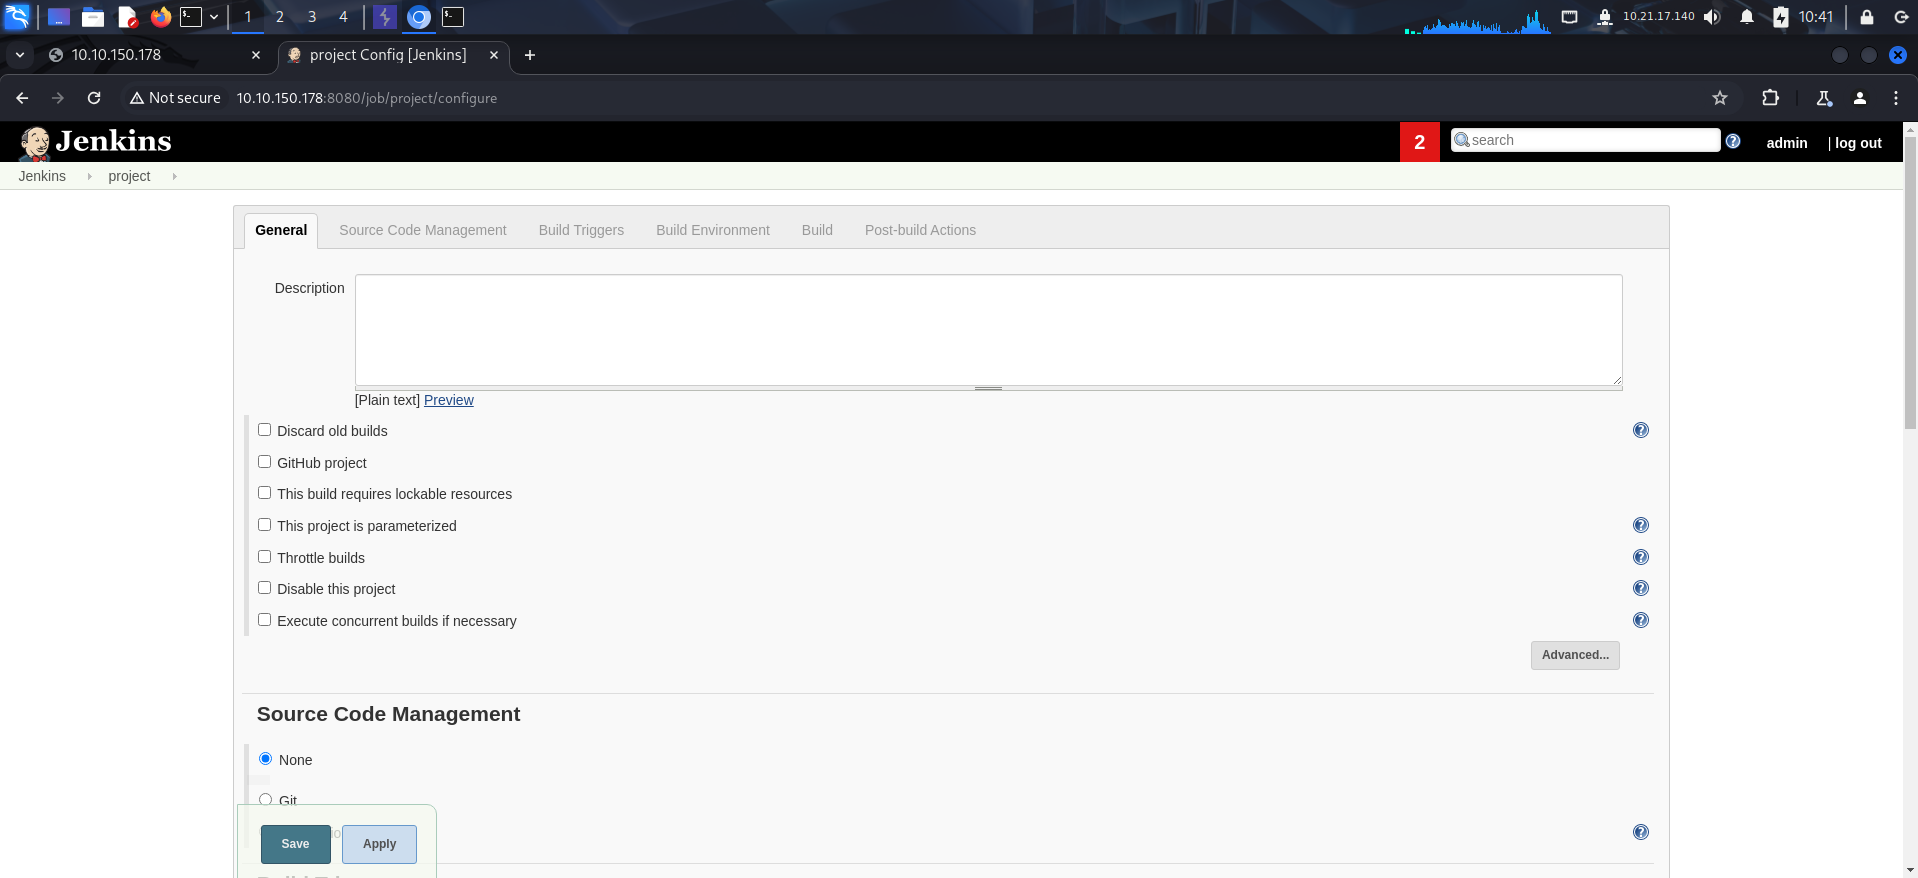 1 2 3 4 10.21.17.140 10:41
10.10.150.178 project Config [Jenkins]
Not secure 10.10.150.178:8080/job/project/configure
Jenkins 2 search admin | log out
Jenkins project
General Source Code Management Build Triggers Build Environment Build Post-build Actions
Description
[Plain text] Preview
Discard old builds
GitHub project
This build requires lockable resources
This project is parameterized
Throttle builds
Disable this project
Execute concurrent builds if necessary
Advanced...
Source Code Management
None
Git
Save Apply